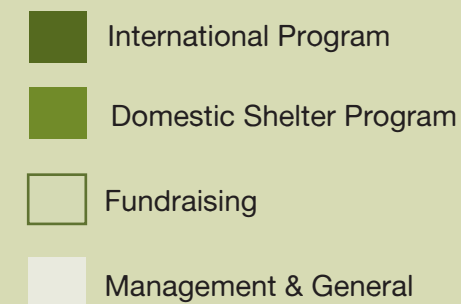 International Program
Domestic Shelter Program
Fundraising
Management & General